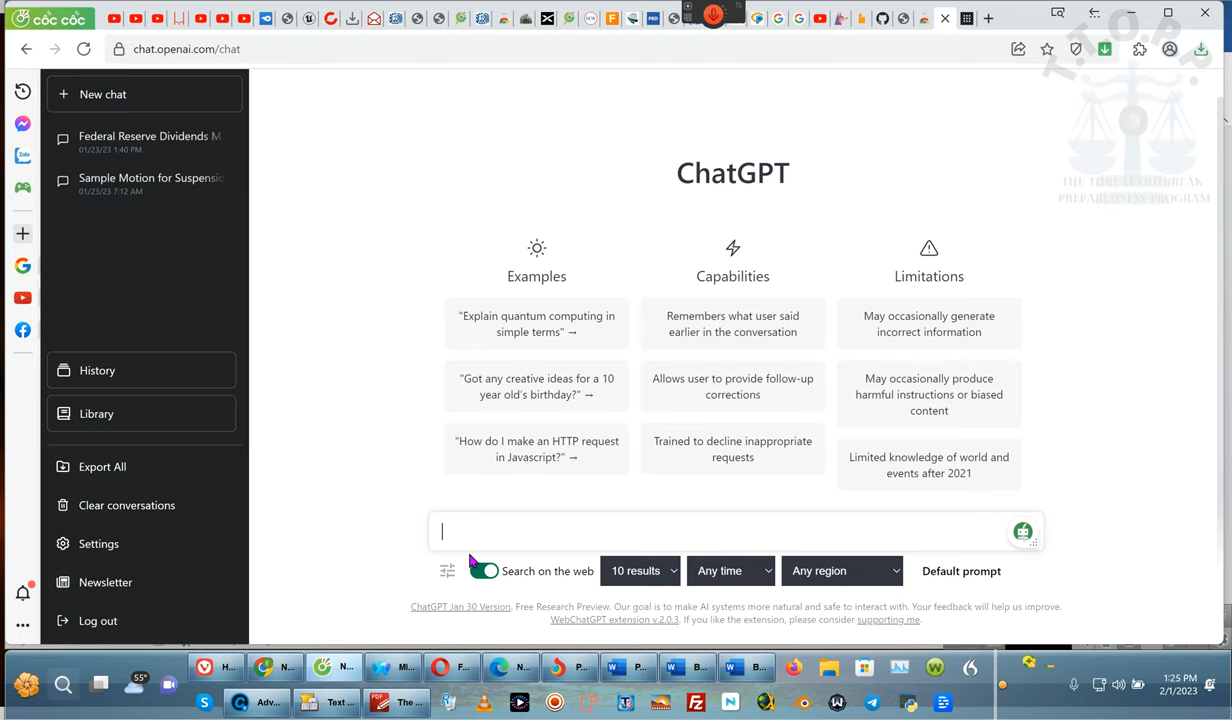 cốc cốc
chat.openai.com/chat
New chat
Federal Reserve Dividends M
01/23/23 1:40 PM
Sample Motion for Suspensio
01/23/23 7:12 AM
History
Library
Export All
Clear conversations
Settings
Newsletter
Log out
ChatGPT
Examples
"Explain quantum computing in
simple terms" →
"Got any creative ideas for a 10
year old's birthday?" →
"How do I make an HTTP request
in Javascript?" →
Capabilities
Remembers what user said
earlier in the conversation
Allows user to provide follow-up
corrections
Trained to decline inappropriate
requests
Limitations
May occasionally generate
incorrect information
May occasionally produce
harmful instructions or biased
content
Limited knowledge of world and
events after 2021
Search on the web
10 results
Any time
Any region
Default prompt
ChatGPT Jan 30 Version. Free Research Preview. Our goal is to make AI systems more natural and safe to interact with. Your feedback will help us improve.
WebChatGPT extension v.2.0.3. If you like the extension, please consider supporting me.
T.T.O.P.P.
THE THREAT OUTBREAK
PREPAREDNESS PROGRAM
Zalo
55°
H...
N...
N...
Mi...
F...
N...
P...
P...
B...
B...
Adv...
Text ...
The ...
1:25 PM
2/1/2023